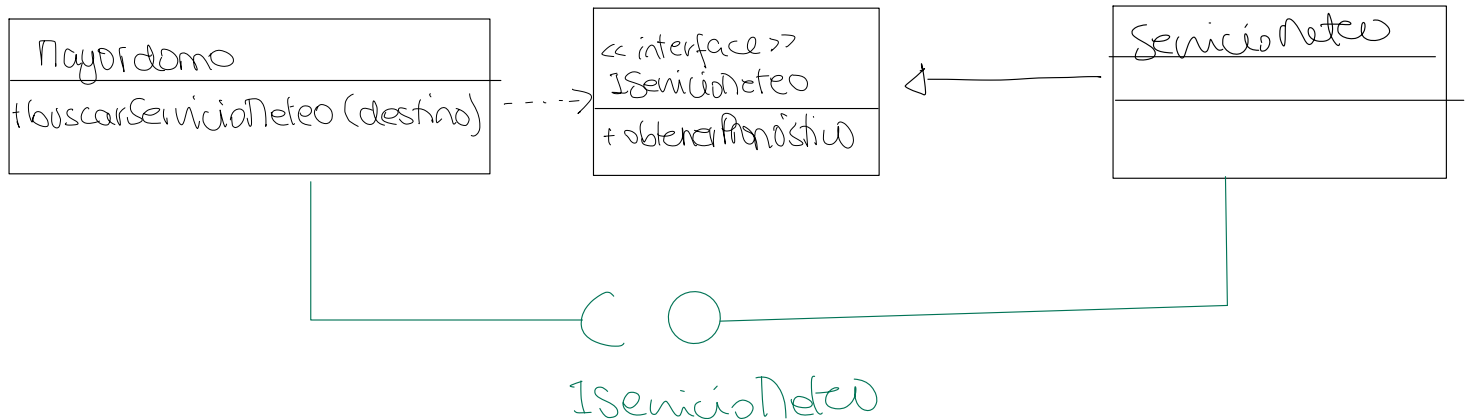 Mayordomo
+buscarServicioMeteo(destino)
<< interface >>
IServicioMeteo
+ obtenerPronóstico
ServicioMeteo
IServicioMeteo